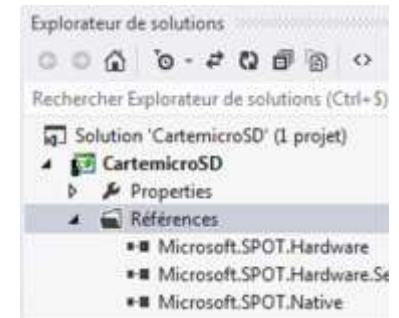 Explorateur de solutions
Rechercher Explorateur de solutions (Ctrl+$)
Solution 'CartemicroSD' (1 projet)
CartemicroSD
Properties
Références
Microsoft.SPOT.Hardware
Microsoft.SPOT.Hardware.Se
Microsoft.SPOT.Native